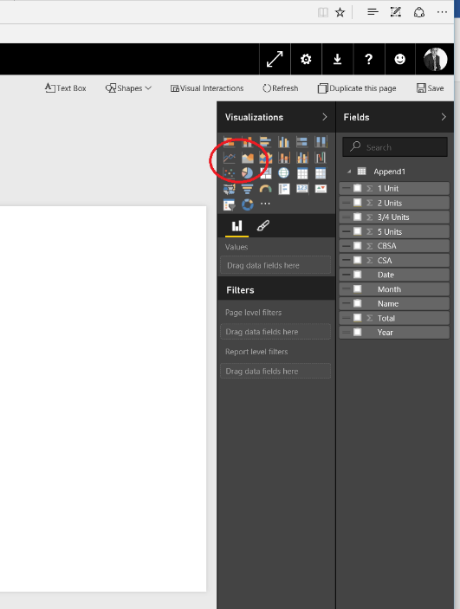 Text Box
Shapes
Visual Interactions
Refresh
Duplicate this page
Save
Visualizations
Fields
Search
Append1
1 Unit
2 Units
3/4 Units
5 Units
CBSA
CSA
Date
Month
Name
Total
Year
Values
Drag data fields here
Filters
Page level filters
Drag data fields here
Report level filters
Drag data fields here